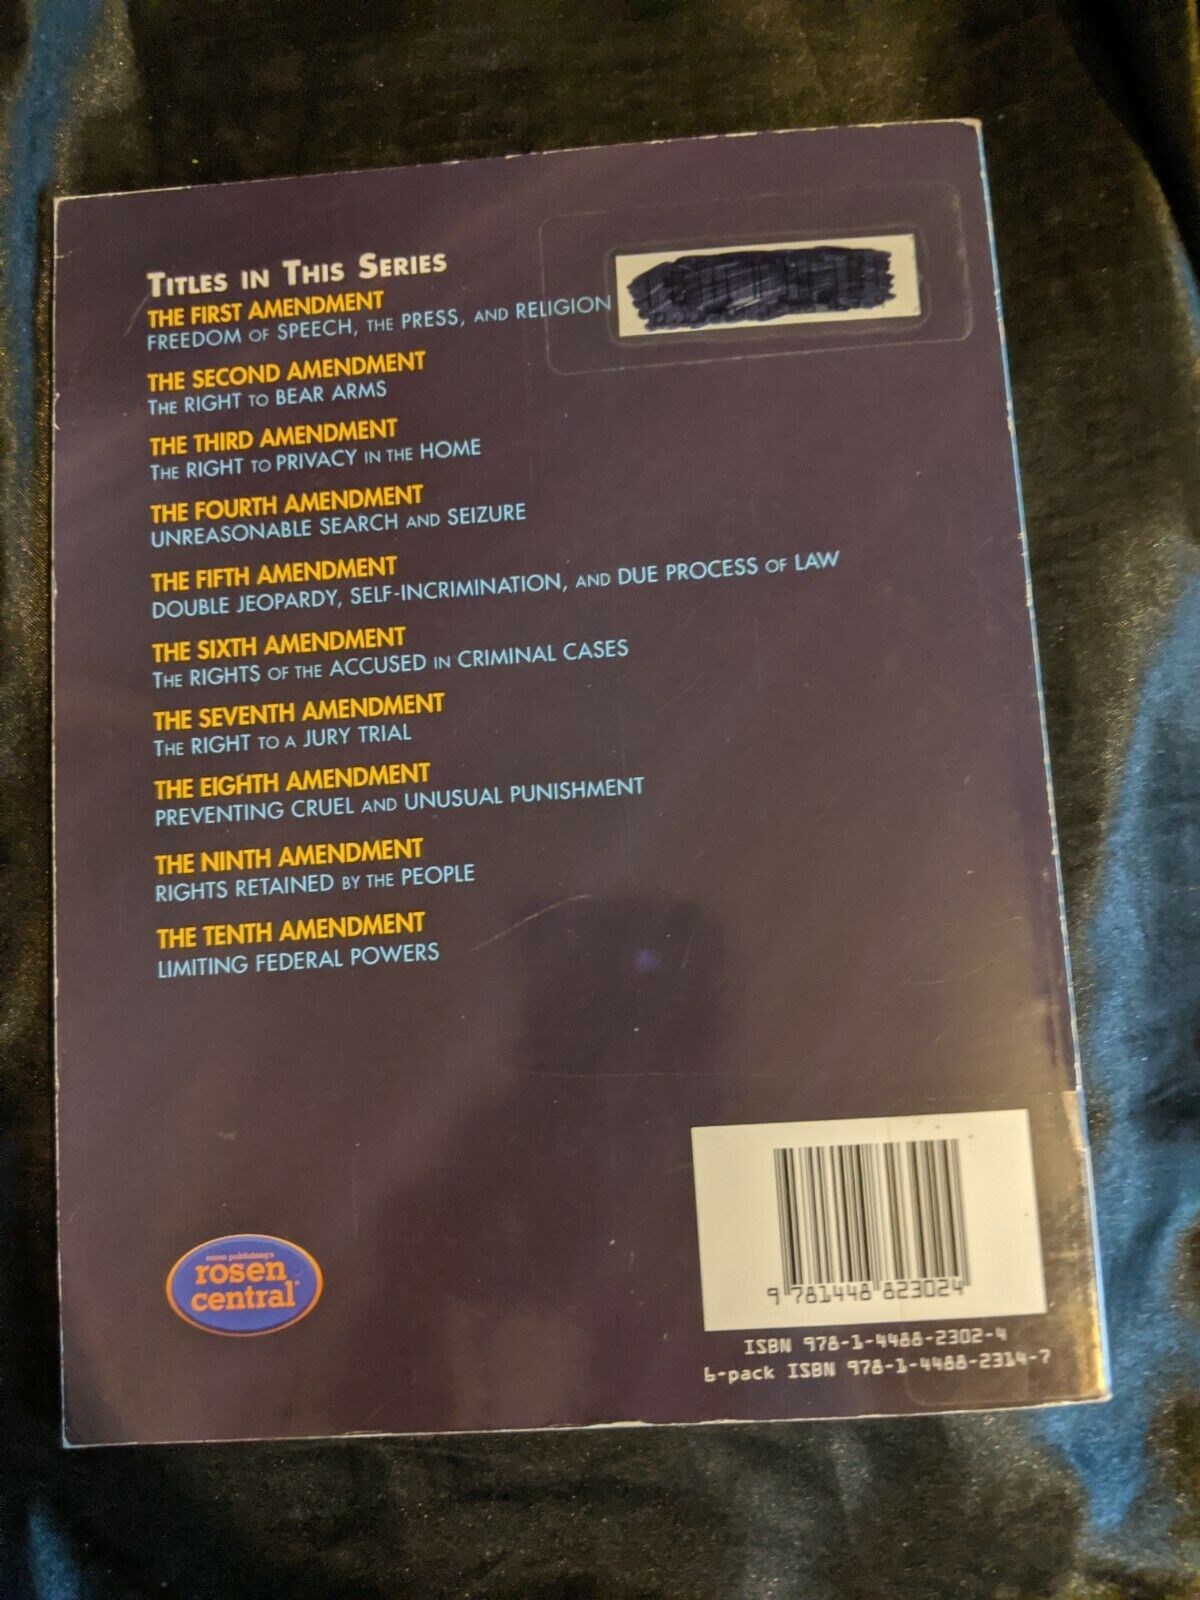 TITLES IN THIS SERIES
THE FIRST AMENDMENT
FREEDOM OF SPEECH, THE PRESS, AND RELIGION
THE SECOND AMENDMENT
THE RIGHT TO BEAR ARMS
THE THIRD AMENDMENT
THE RIGHT TO PRIVACY IN THE HOME
THE FOURTH AMENDMENT
UNREASONABLE SEARCH AND SEIZURE
THE FIFTH AMENDMENT
DOUBLE JEOPARDY, SELF-INCRIMINATION, AND DUE PROCESS OF LAW
THE SIXTH AMENDMENT
THE RIGHTS OF THE ACCUSED IN CRIMINAL CASES
THE SEVENTH AMENDMENT
THE RIGHT TO A JURY TRIAL
THE EIGHTH AMENDMENT
PREVENTING CRUEL AND UNUSUAL PUNISHMENT
THE NINTH AMENDMENT
RIGHTS RETAINED BY THE PEOPLE
THE TENTH AMENDMENT
LIMITING FEDERAL POWERS
rosen publishing's
rosen
central
9 781448 823024
ISBN 978-1-4488-2302-4
6-pack ISBN 978-1-4488-2314-7